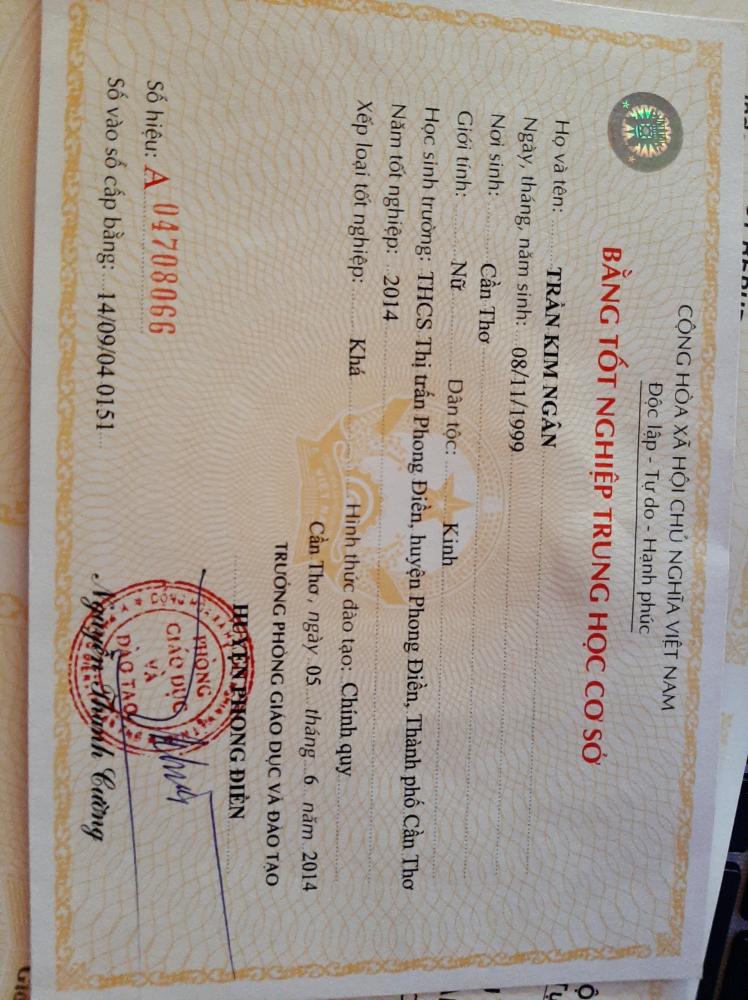 CỘNG HÒA XÃ HỘI CHỦ NGHĨA VIỆT NAM
Độc lập - Tự do - Hạnh phúc
BẰNG TỐT NGHIỆP TRUNG HỌC CƠ SỞ
Họ và tên: TRẦN KIM NGÂN
Ngày, tháng, năm sinh: 08/11/1999
Nơi sinh: Cần Thơ
Giới tính: Nữ Dân tộc: Kinh
Học sinh trường: THCS Thị trấn Phong Điền, huyện Phong Điền, Thành phố Cần Thơ
Năm tốt nghiệp: 2014
Xếp loại tốt nghiệp: Khá Hình thức đào tạo: Chính quy
Cần Thơ, ngày 05 tháng 6 năm 2014
TRƯỞNG PHÒNG GIÁO DỤC VÀ ĐÀO TẠO
HUYỆN PHONG ĐIỀN
PHÒNG
GIÁO DỤC
VÀ
ĐÀO TẠO
Số hiệu: A 04708066
Số vào sổ cấp bằng: 14/09/04.0151
Nguyễn Thanh Cường